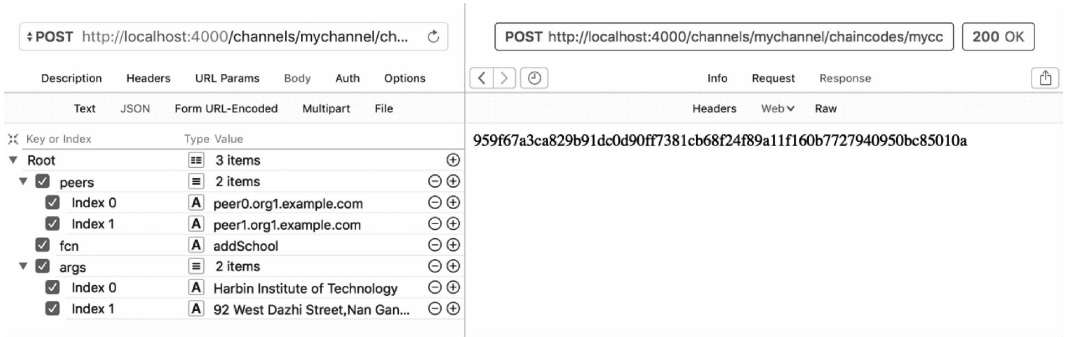 POST http://localhost:4000/channels/mychannel/ch...
Description Headers URL Params Body Auth Options
Text JSON Form URL-Encoded Multipart File
Key or Index Type Value
Root 3 items
peers 2 items
Index 0 A peer0.org1.example.com
Index 1 A peer1.org1.example.com
fcn A addSchool
args 2 items
Index 0 A Harbin Institute of Technology
Index 1 A 92 West Dazhi Street,Nan Gan...
POST http://localhost:4000/channels/mychannel/chaincodes/mycc 200 OK
Info Request Response
Headers Web Raw
959f67a3ca829b91dc0d90ff7381cb68f24f89a11f160b7727940950bc85010a